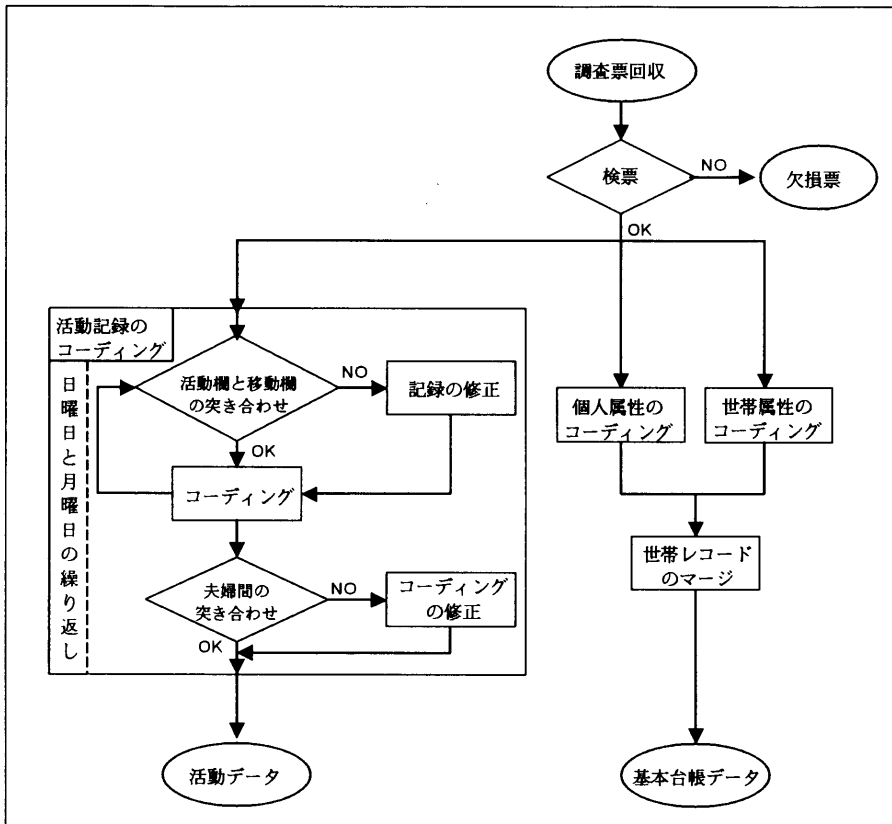 調査票回収
検票
NO
欠損票
OK
活動記録の
コーディング
日曜日と月曜日の繰り返し
活動欄と移動欄
の突き合わせ
NO
記録の修正
OK
コーディング
夫婦間の
突き合わせ
NO
コーディング
の修正
OK
活動データ
個人属性の
コーディング
世帯属性の
コーディング
世帯レコード
のマージ
基本台帳データ